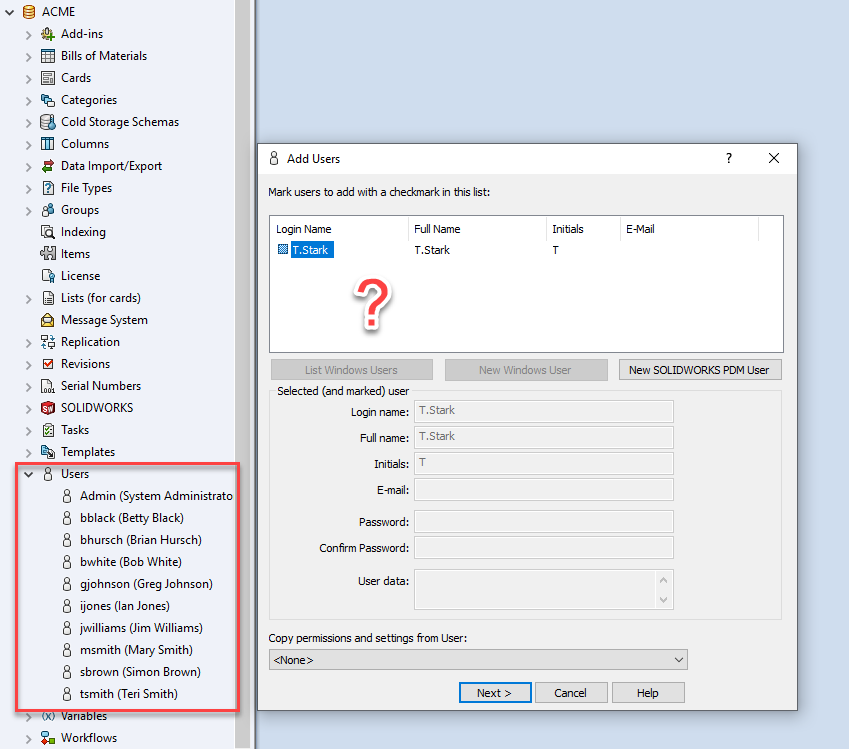 ACME
Add-ins
Bills of Materials
Cards
Categories
Cold Storage Schemas
Columns
Data Import/Export
File Types
Groups
Indexing
Items
License
Lists (for cards)
Message System
Replication
Revisions
Serial Numbers
SOLIDWORKS
Tasks
Templates
Users
Admin (System Administrato
bblack (Betty Black)
bhursch (Brian Hursch)
bwhite (Bob White)
gjohnson (Greg Johnson)
ijones (Ian Jones)
jwilliams (Jim Williams)
msmith (Mary Smith)
sbrown (Simon Brown)
tsmith (Teri Smith)
(x) Variables
Workflows
Add Users ?
Mark users to add with a checkmark in this list:
Login Name Full Name Initials E-Mail
T.Stark T.Stark T
?
List Windows Users New Windows User New SOLIDWORKS PDM User
Selected (and marked) user
Login name: T.Stark
Full name: T.Stark
Initials: T
E-mail:
Password:
Confirm Password:
User data:
Copy permissions and settings from User:
<None>
Next > Cancel Help